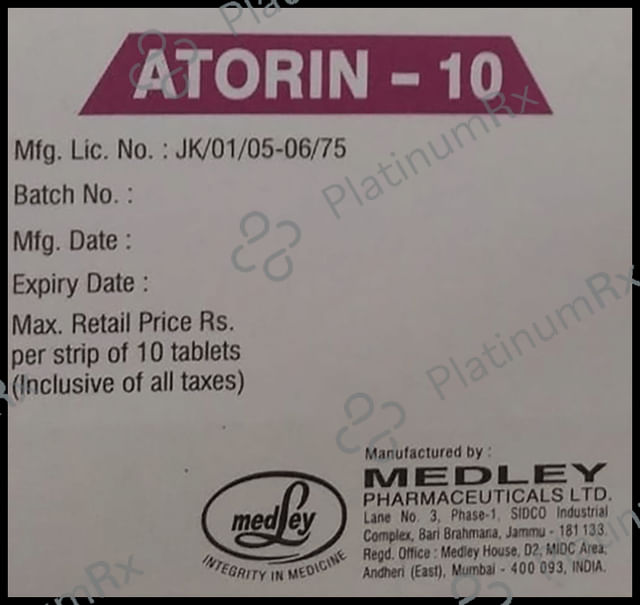 ATORIN - 10
Mfg. Lic. No. : JK/01/05-06/75
Batch No. :
Mfg. Date :
Expiry Date :
Max. Retail Price Rs.
per strip of 10 tablets
(Inclusive of all taxes)
Manufactured by :
MEDLEY
PHARMACEUTICALS LTD.
Lane No. 3, Phase-1, SIDCO Industrial
Complex, Bari Brahmana, Jammu - 181 133.
Regd. Office : Medley House, D2, MIDC Area,
Andheri (East), Mumbai - 400 093, INDIA.
medley
INTEGRITY IN MEDICINE
PlatinumRx
PlatinumRx
PlatinumRx